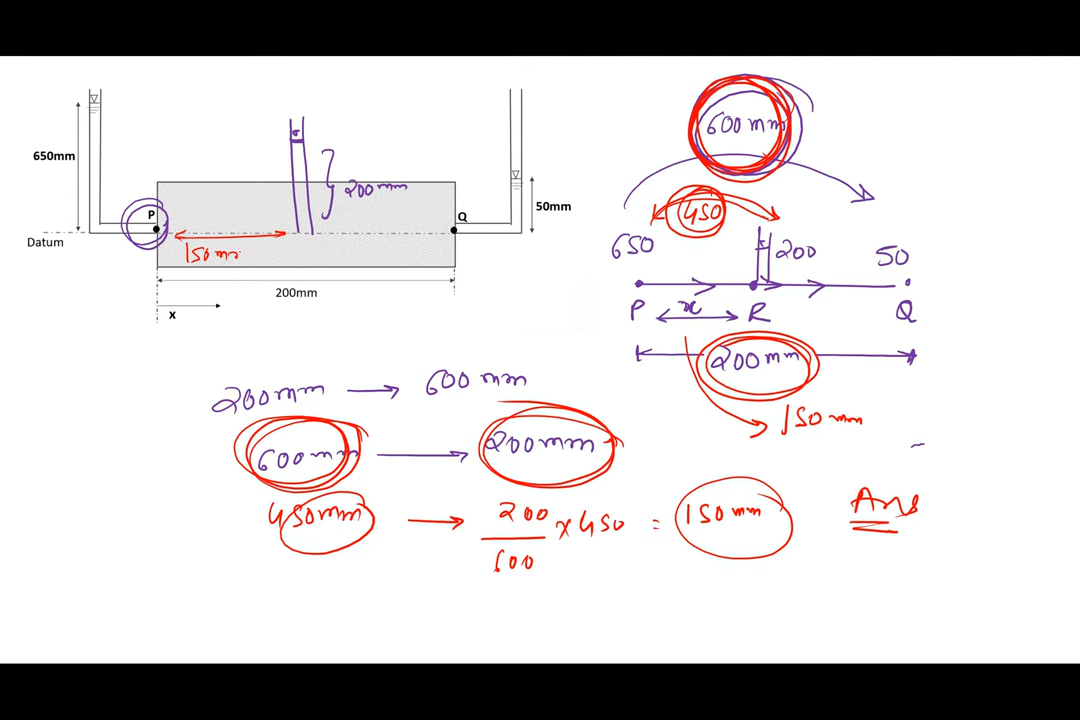 650mm
P
Datum
150mm
200mm
Q
50mm
200mm
x
600mm
450
650
200
50
P
x
R
Q
200mm
150mm
200mm → 600mm
600mm → 200mm
450mm → 200/600 × 450 = 150mm
Ans